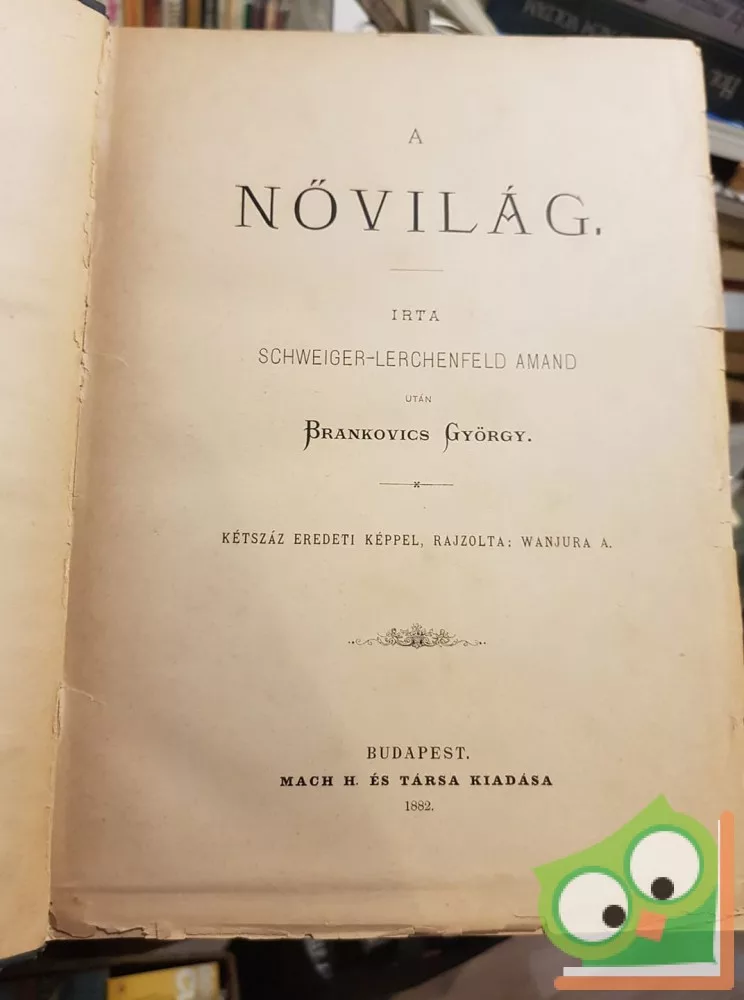 A
NŐVILÁG.
IRTA
SCHWEIGER-LERCHENFELD AMAND
UTÁN
BRANKOVICS GYÖRGY.
KÉTSZÁZ EREDETI KÉPPEL, RAJZOLTA: WANJURA A.
BUDAPEST.
MACH H. ÉS TÁRSA KIADÁSA
1882.